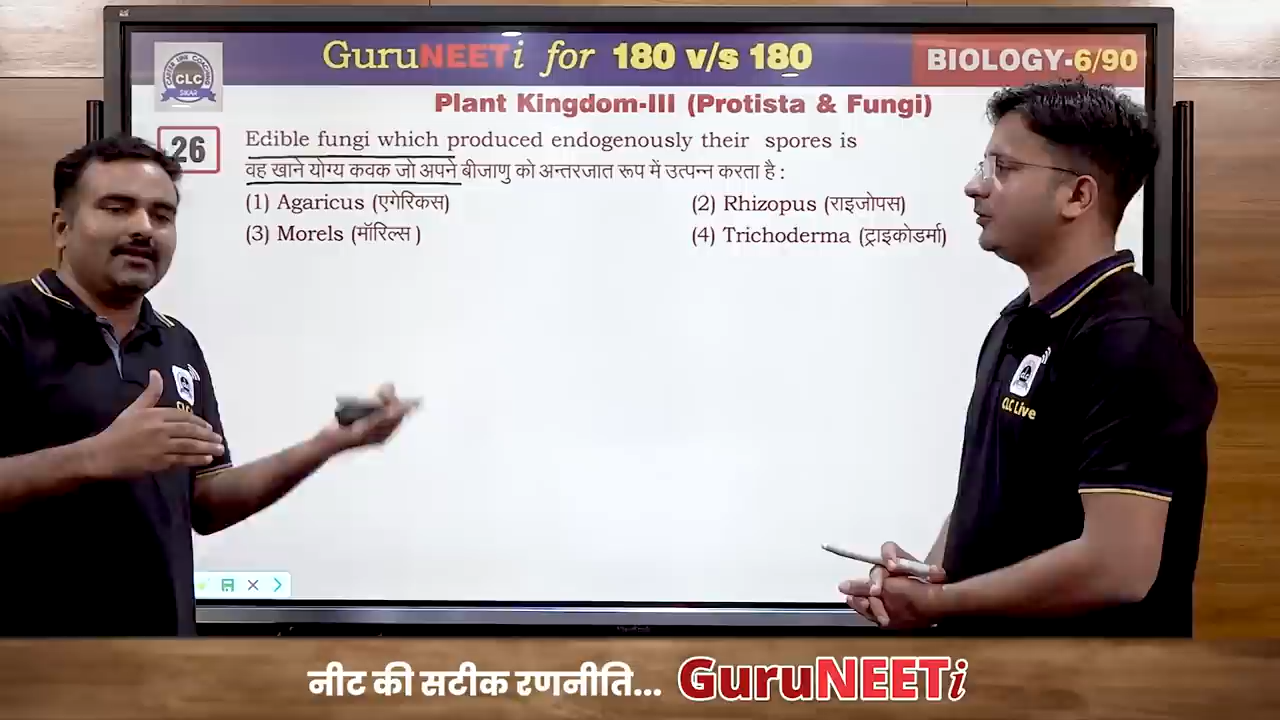 GuruNEETi for 180 v/s 180
BIOLOGY-6/90
CLC
SIKAR
Plant Kingdom-III (Protista & Fungi)
26
Edible fungi which produced endogenously their spores is
वह खाने योग्य कवक जो अपने बीजाणु को अन्तरजात रूप में उत्पन्न करता है :
(1) Agaricus (एगेरिकस)
(2) Rhizopus (राइजोपस)
(3) Morels (मॉरिल्स )
(4) Trichoderma (ट्राइकोडर्मा)
CLC Live
नीट की सटीक रणनीति... GuruNEETi